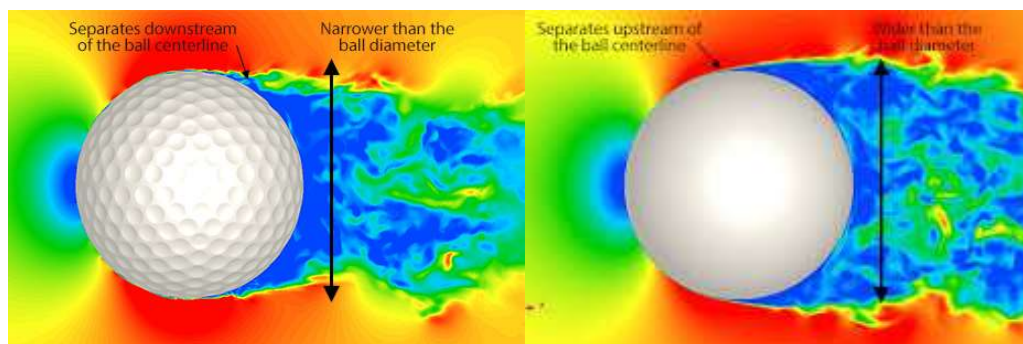 Separates downstream
of the ball centerline
Narrower than the
ball diameter
Separates upstream of
the ball centerline
Wider than the
ball diameter